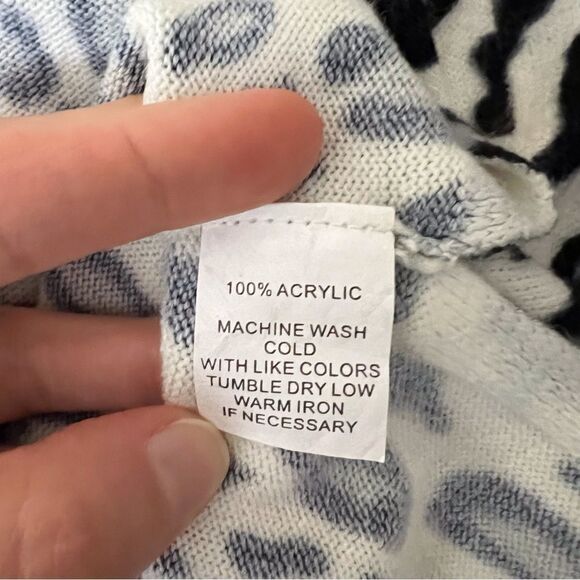 100% ACRYLIC
MACHINE WASH
COLD
WITH LIKE COLORS
TUMBLE DRY LOW
WARM IRON
IF NECESSARY